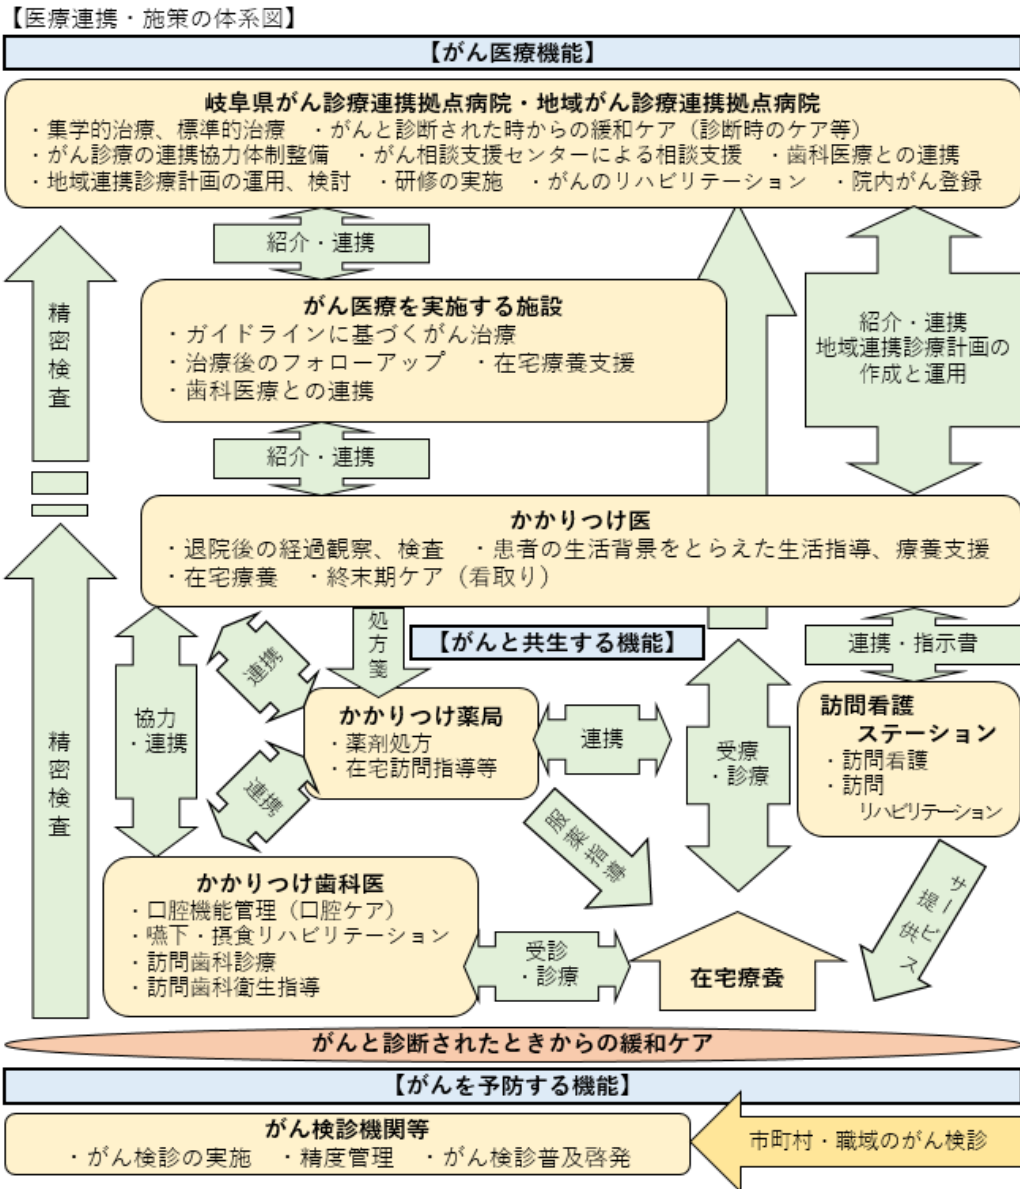 【医療連携・施策の体系図】
【がん医療機能】
岐阜県がん診療連携拠点病院・地域がん診療連携拠点病院
・集学的治療、標準的治療　・がんと診断された時からの緩和ケア（診断時のケア等）
・がん診療の連携協力体制整備　・がん相談支援センターによる相談支援　・歯科医療との連携
・地域連携診療計画の運用、検討　・研修の実施　・がんのリハビリテーション　・院内がん登録
紹介・連携
精密検査
がん医療を実施する施設
・ガイドラインに基づくがん治療
・治療後のフォローアップ　・在宅療養支援
・歯科医療との連携
紹介・連携
地域連携診療計画の
作成と運用
紹介・連携
かかりつけ医
・退院後の経過観察、検査　・患者の生活背景をとらえた生活指導、療養支援
・在宅療養　・終末期ケア（看取り）
処方箋
【がんと共生する機能】
連携・指示書
連携
協力
・連携
かかりつけ薬局
・薬剤処方
・在宅訪問指導等
連携
連携
受療
・診療
訪問看護
ステーション
・訪問看護
・訪問
リハビリテーション
精密検査
服薬指導
サービス
提供
かかりつけ歯科医
・口腔機能管理（口腔ケア）
・嚥下・摂食リハビリテーション
・訪問歯科診療
・訪問歯科衛生指導
受診
・診療
在宅療養
がんと診断されたときからの緩和ケア
【がんを予防する機能】
がん検診機関等
・がん検診の実施　・精度管理　・がん検診普及啓発
市町村・職域のがん検診